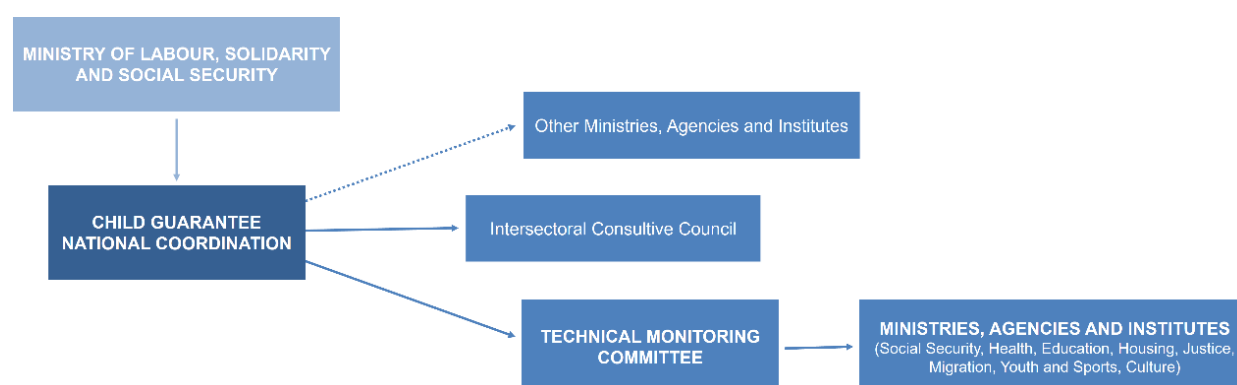 MINISTRY OF LABOUR, SOLIDARITY
AND SOCIAL SECURITY
Other Ministries, Agencies and Institutes
CHILD GUARANTEE
NATIONAL COORDINATION
Intersectoral Consultive Council
TECHNICAL MONITORING
COMMITTEE
MINISTRIES, AGENCIES AND INSTITUTES
(Social Security, Health, Education, Housing, Justice,
Migration, Youth and Sports, Culture)